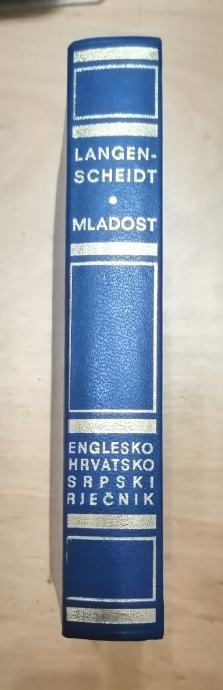 LANGEN-
SCHEIDT
•
MLADOST
ENGLESKO
HRVATSKO
SRPSKI
RJEČNIK